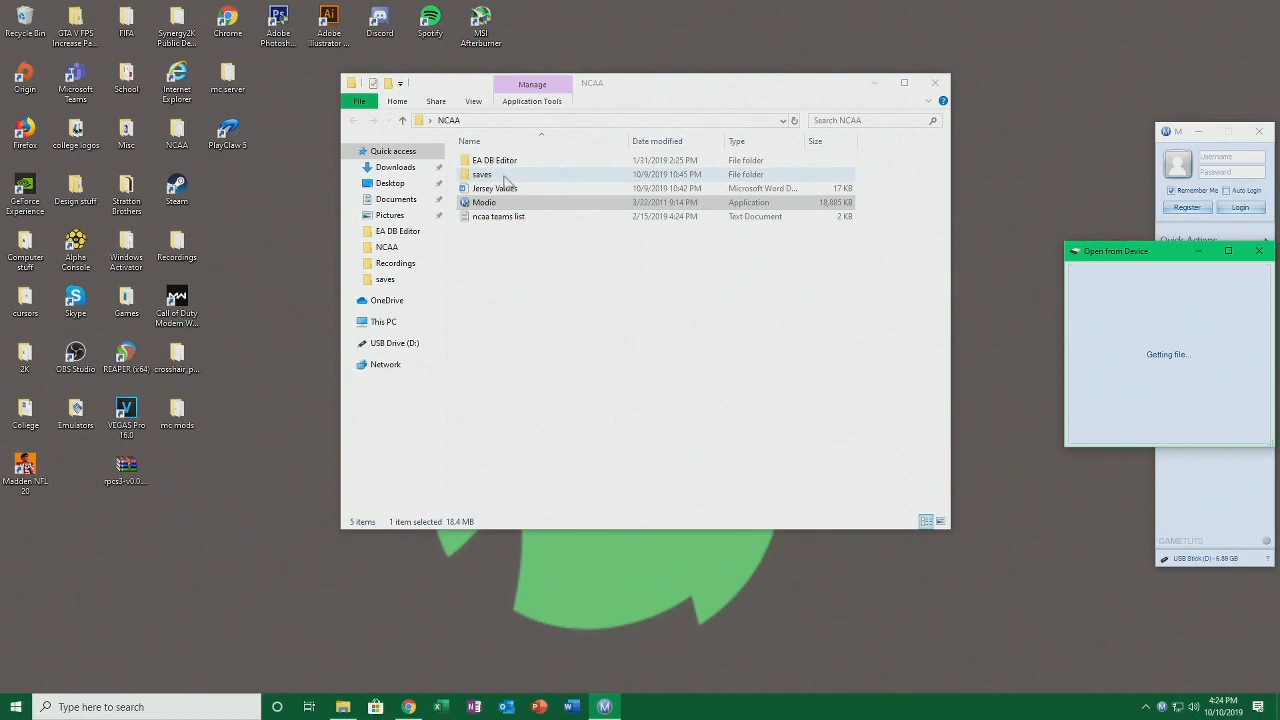 Recycle Bin
GTA V FPS
Increase Pa...
FIFA
Synergy2K
Public De...
Chrome
Adobe
Photosh...
Adobe
Illustrator ...
Discord
Spotify
MSI
Afterburner
Origin
Microsoft
Teams
School
Internet
Explorer
mc server
Firefox
college logos
Misc
NCAA
PlayClaw 5
GeForce
Experience
Design stuff
Stratton
Brothers
Steam
Computer
stuff
Alpha
Console
Windows
Activator
Recordings
cursors
Skype
Games
Call of Duty
Modern W...
2K
OBS Studio
REAPER (x64)
crosshair_p...
College
Emulators
VEGAS Pro
16.0
mc mods
Madden NFL
20
rpcs3-v0.0....
Manage
NCAA
File
Home
Share
View
Application Tools
NCAA
Search NCAA
Name
Date modified
Type
Size
EA DB Editor
1/31/2019 2:25 PM
File folder
saves
10/9/2019 10:45 PM
File folder
Jersey Values
10/9/2019 10:42 PM
Microsoft Word D...
17 KB
Modio
3/22/2011 9:14 PM
Application
18,885 KB
ncaa teams list
2/15/2019 4:24 PM
Text Document
2 KB
Quick access
Downloads
Desktop
Documents
Pictures
EA DB Editor
NCAA
Recordings
saves
OneDrive
This PC
USB Drive (D:)
Network
5 items
1 item selected 18.4 MB
M
Username
Password
Remember Me
Auto Login
Register
Login
Quick Actions
Open from Device
Getting file...
GAMETUTS
USB Stick (D) - 6.89 GB
?
Type here to search
4:24 PM
10/10/2019